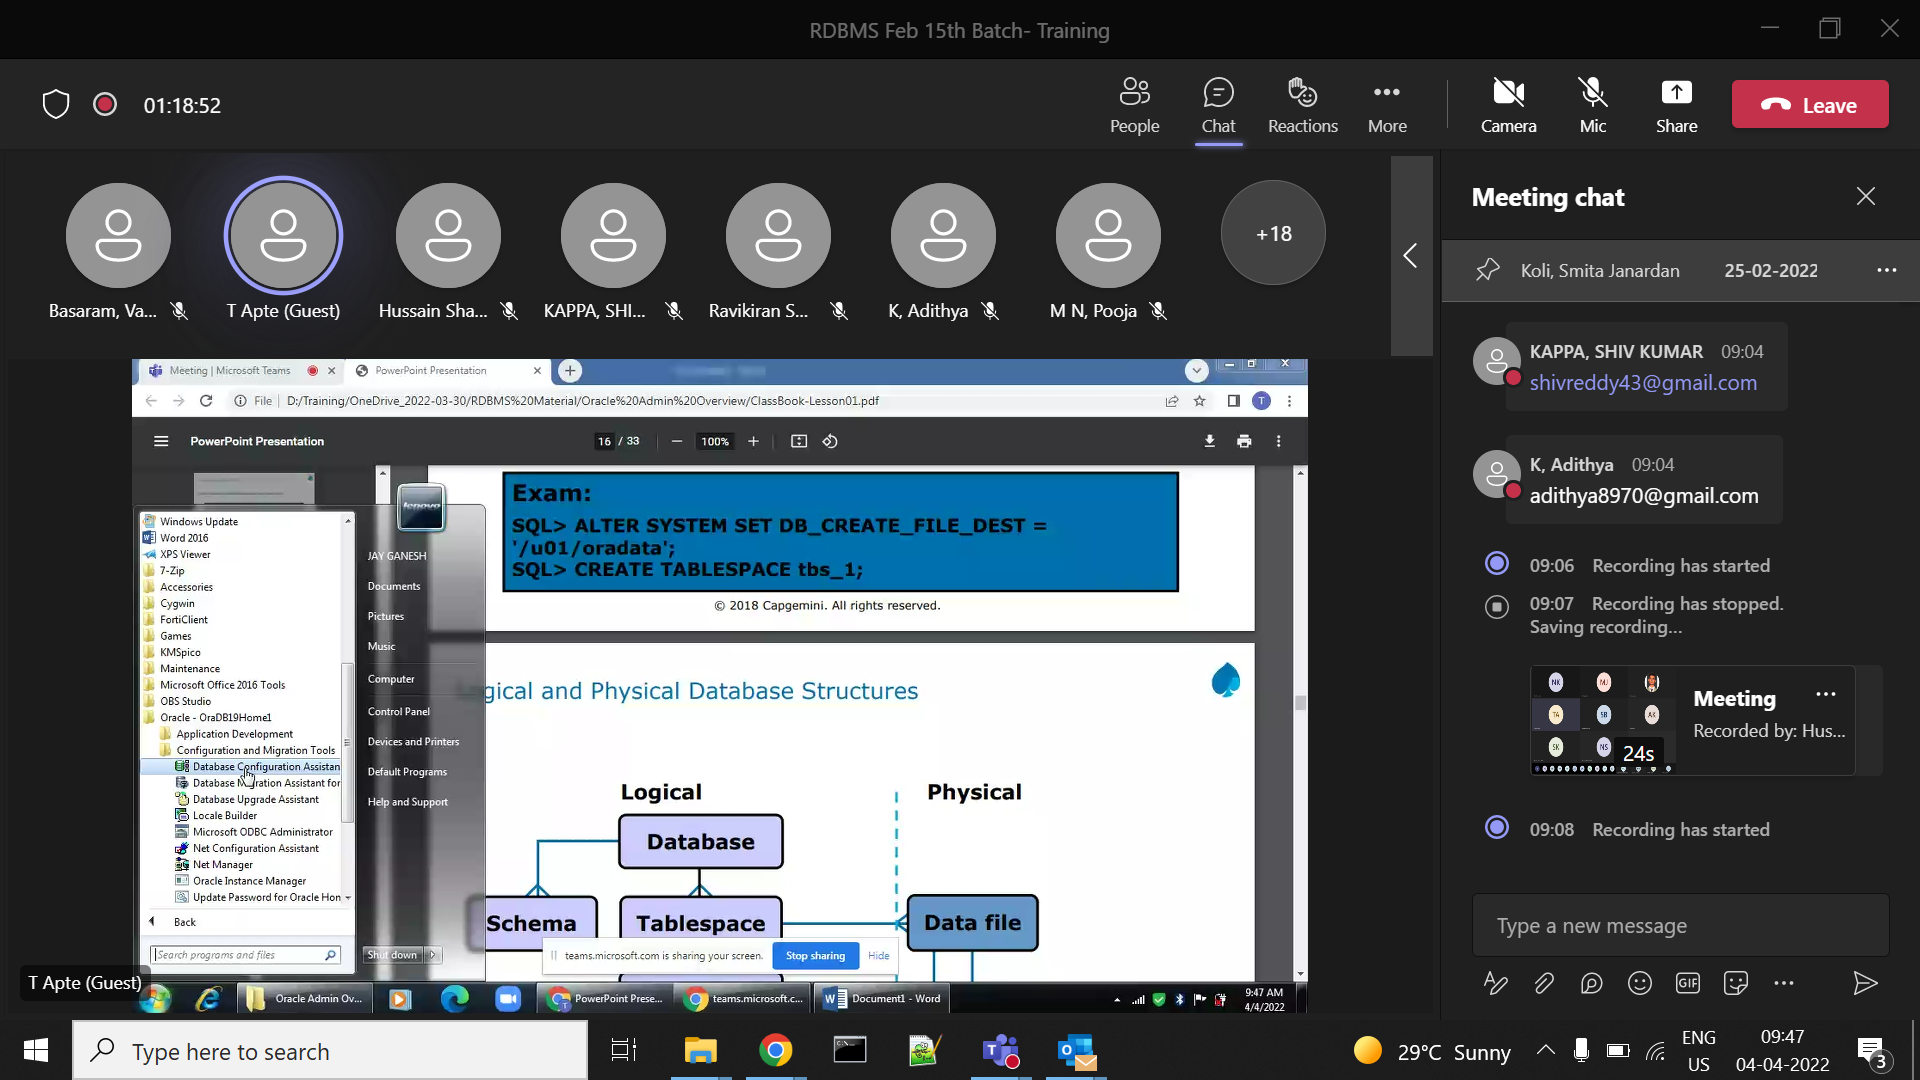 RDBMS Feb 15th Batch- Training
01:18:52
People
Chat
Reactions
More
Camera
Mic
Share
Leave
Basaram, Va...
T Apte (Guest)
Hussain Sha...
KAPPA, SHI...
Ravikiran S...
K, Adithya
M N, Pooja
+18
Meeting | Microsoft Teams
PowerPoint Presentation
File
D:/Training/OneDrive_2022-03-30/RDBMS%20Material/Oracle%20Admin%20Overview/ClassBook-Lesson01.pdf
T
PowerPoint Presentation
16 / 33
100%
Exam:
SQL> ALTER SYSTEM SET DB_CREATE_FILE_DEST =
'/u01/oradata';
SQL> CREATE TABLESPACE tbs_1;
© 2018 Capgemini. All rights reserved.
gical and Physical Database Structures
Logical
Physical
Database
Schema
Tablespace
Data file
lenovo
Windows Update
Word 2016
XPS Viewer
7-Zip
Accessories
Cygwin
FortiClient
Games
KMSpico
Maintenance
Microsoft Office 2016 Tools
OBS Studio
Oracle - OraDB19Home1
Application Development
Configuration and Migration Tools
Database Configuration Assistan
Database Migration Assistant for
Database Upgrade Assistant
Locale Builder
Microsoft ODBC Administrator
Net Configuration Assistant
Net Manager
Oracle Instance Manager
Update Password for Oracle Hon
Back
Search programs and files
JAY GANESH
Documents
Pictures
Music
Computer
Control Panel
Devices and Printers
Default Programs
Help and Support
Shut down
teams.microsoft.com is sharing your screen.
Stop sharing
Hide
T Apte (Guest)
Oracle Admin Ov...
PowerPoint Prese...
teams.microsoft.c...
Document1 - Word
9:47 AM
4/4/2022
Meeting chat
Koli, Smita Janardan
25-02-2022
KAPPA, SHIV KUMAR 09:04
shivreddy43@gmail.com
K, Adithya 09:04
adithya8970@gmail.com
09:06 Recording has started
09:07 Recording has stopped.
Saving recording...
NK
MJ
TA
SB
AK
SK
NS
24s
Meeting
Recorded by: Hus...
09:08 Recording has started
Type a new message
GIF
Type here to search
29°C Sunny
ENG
US
09:47
04-04-2022
3